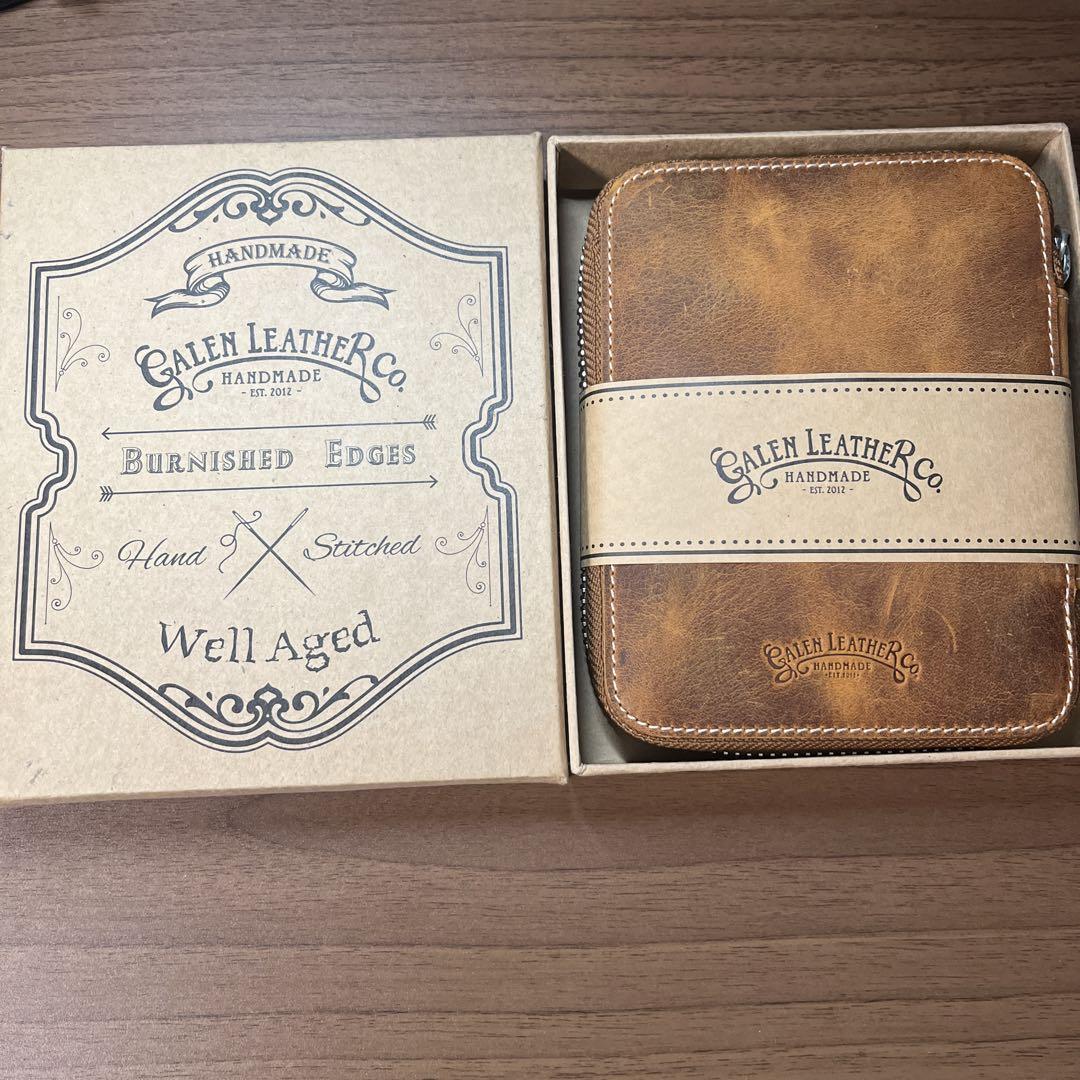 HANDMADE
GALEN LEATHER CO.
HANDMADE
- EST. 2012 -
BURNISHED EDGES
Hand Stitched
Well Aged
GALEN LEATHER CO.
HANDMADE
- EST. 2012 -
GALEN LEATHER CO.
HANDMADE